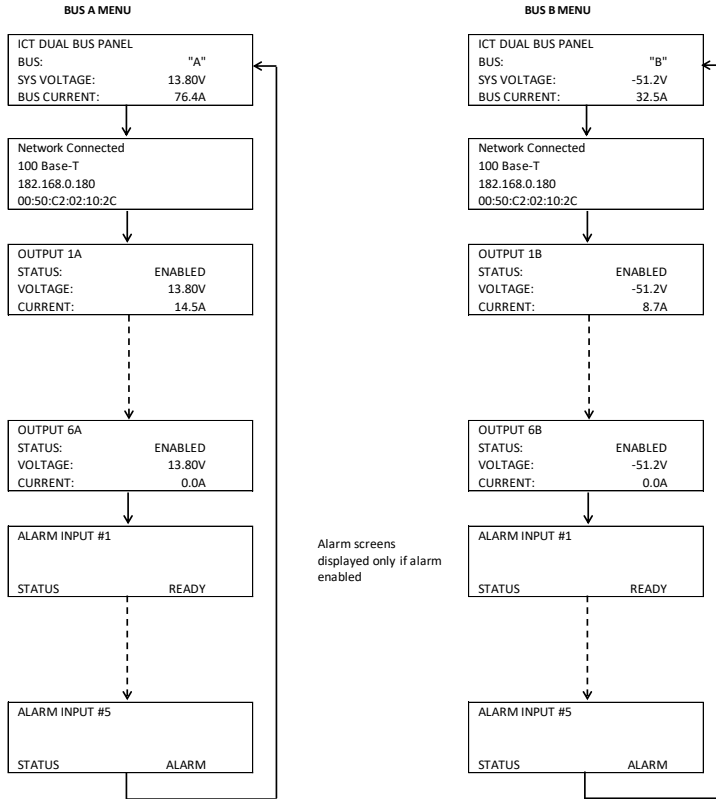 BUS A MENU
ICT DUAL BUS PANEL
BUS: "A"
SYS VOLTAGE: 13.80V
BUS CURRENT: 76.4A
Network Connected
100 Base-T
182.168.0.180
00:50:C2:02:10:2C
OUTPUT 1A
STATUS: ENABLED
VOLTAGE: 13.80V
CURRENT: 14.5A
OUTPUT 6A
STATUS: ENABLED
VOLTAGE: 13.80V
CURRENT: 0.0A
ALARM INPUT #1
STATUS READY
ALARM INPUT #5
STATUS ALARM
Alarm screens
displayed only if alarm
enabled
BUS B MENU
ICT DUAL BUS PANEL
BUS: "B"
SYS VOLTAGE: -51.2V
BUS CURRENT: 32.5A
Network Connected
100 Base-T
182.168.0.180
00:50:C2:02:10:2C
OUTPUT 1B
STATUS: ENABLED
VOLTAGE: -51.2V
CURRENT: 8.7A
OUTPUT 6B
STATUS: ENABLED
VOLTAGE: -51.2V
CURRENT: 0.0A
ALARM INPUT #1
STATUS READY
ALARM INPUT #5
STATUS ALARM